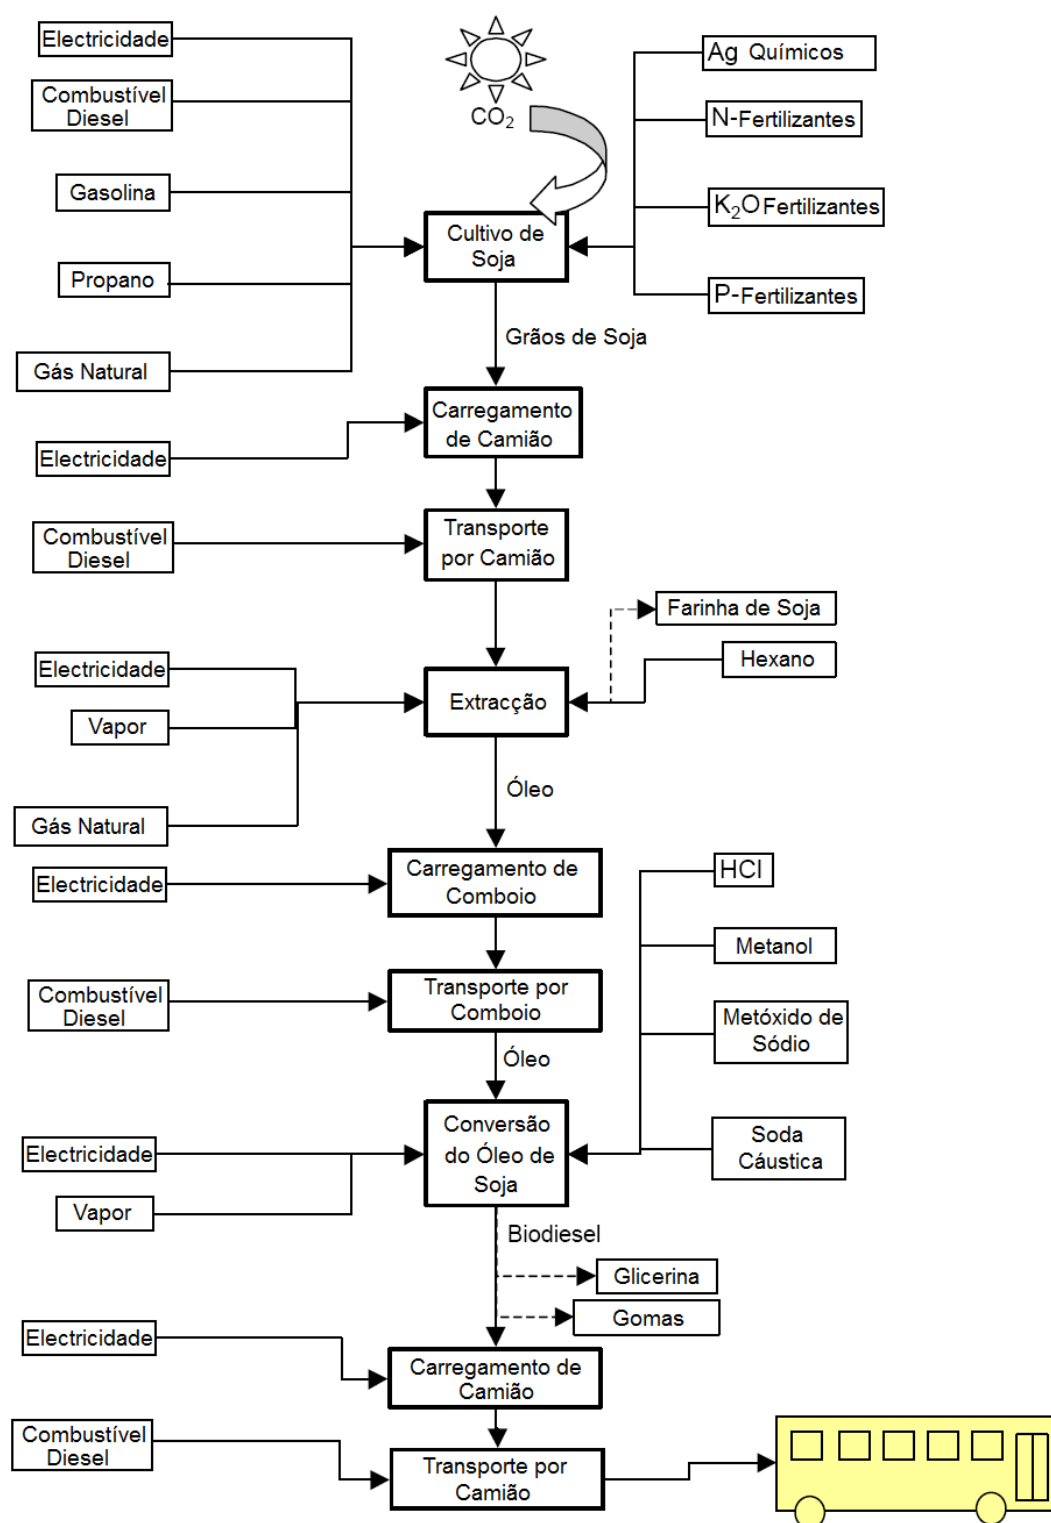 Electricidade
Ag Químicos
Combustível
Diesel
CO₂
N-Fertilizantes
Gasolina
K₂O Fertilizantes
Cultivo de
Soja
Propano
P-Fertilizantes
Grãos de Soja
Gás Natural
Carregamento
de Camião
Electricidade
Transporte
por Camião
Combustível
Diesel
Farinha de Soja
Hexano
Electricidade
Extracção
Vapor
Óleo
Gás Natural
Carregamento de
Comboio
Electricidade
HCl
Metanol
Transporte por
Comboio
Combustível
Diesel
Metóxido de
Sódio
Óleo
Conversão
do Óleo de
Soja
Electricidade
Soda
Cáustica
Vapor
Biodiesel
Glicerina
Gomas
Electricidade
Carregamento de
Camião
Combustível
Diesel
Transporte por
Camião